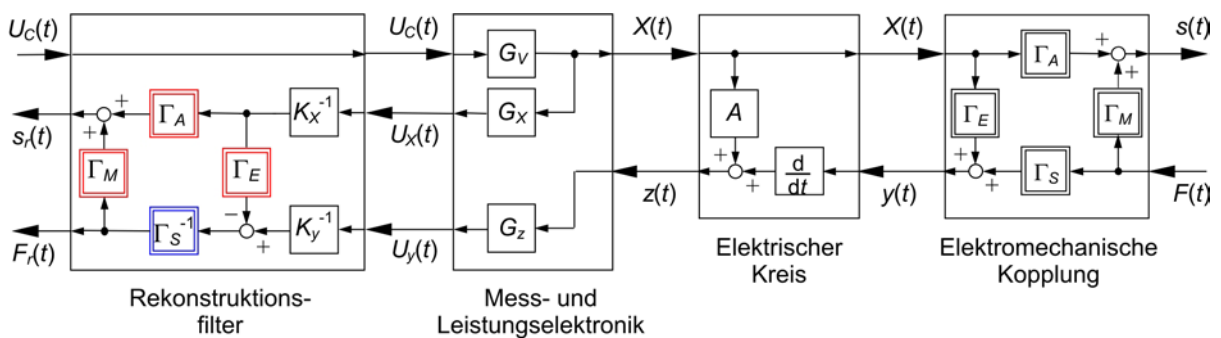 U_C(t) U_C(t) X(t) X(t) s(t)
G_V Γ_A +
+
s_r(t) + Γ_A K_X⁻¹ U_X(t) G_X A Γ_E Γ_M
+
Γ_M Γ_E + + d/dt + + Γ_S
z(t) y(t) F(t)
−
F_r(t) Γ_S⁻¹ + K_y⁻¹ U_y(t) G_z
Rekonstruktions-
filter
Mess- und
Leistungselektronik
Elektrischer
Kreis
Elektromechanische
Kopplung